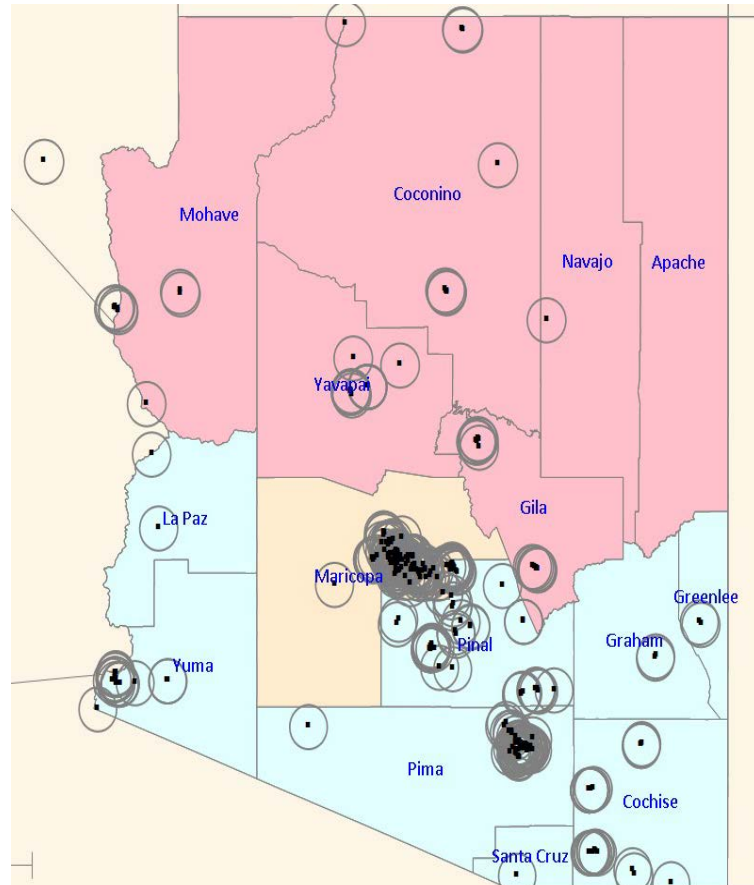 Mohave
Coconino
Navajo
Apache
Yavapai
La Paz
Gila
Maricopa
Greenlee
Graham
Pinal
Yuma
Pima
Cochise
Santa Cruz